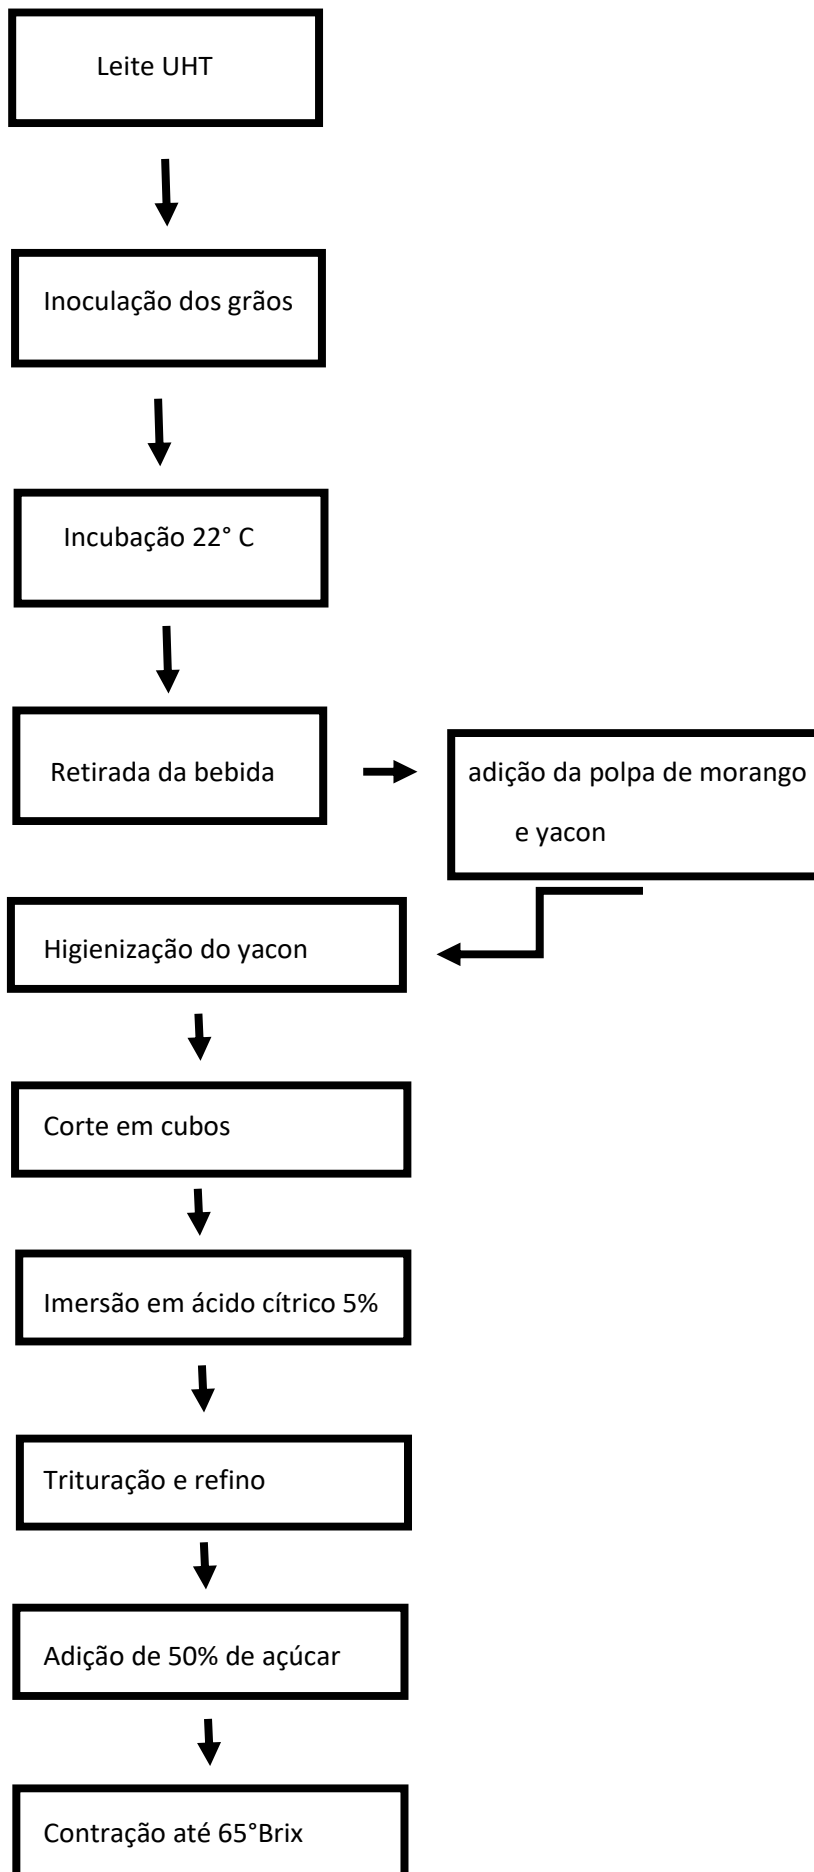 Leite UHT
Inoculação dos grãos
Incubação 22° C
Retirada da bebida
adição da polpa de morango
e yacon
Higienização do yacon
Corte em cubos
Imersão em ácido cítrico 5%
Trituração e refino
Adição de 50% de açúcar
Contração até 65°Brix